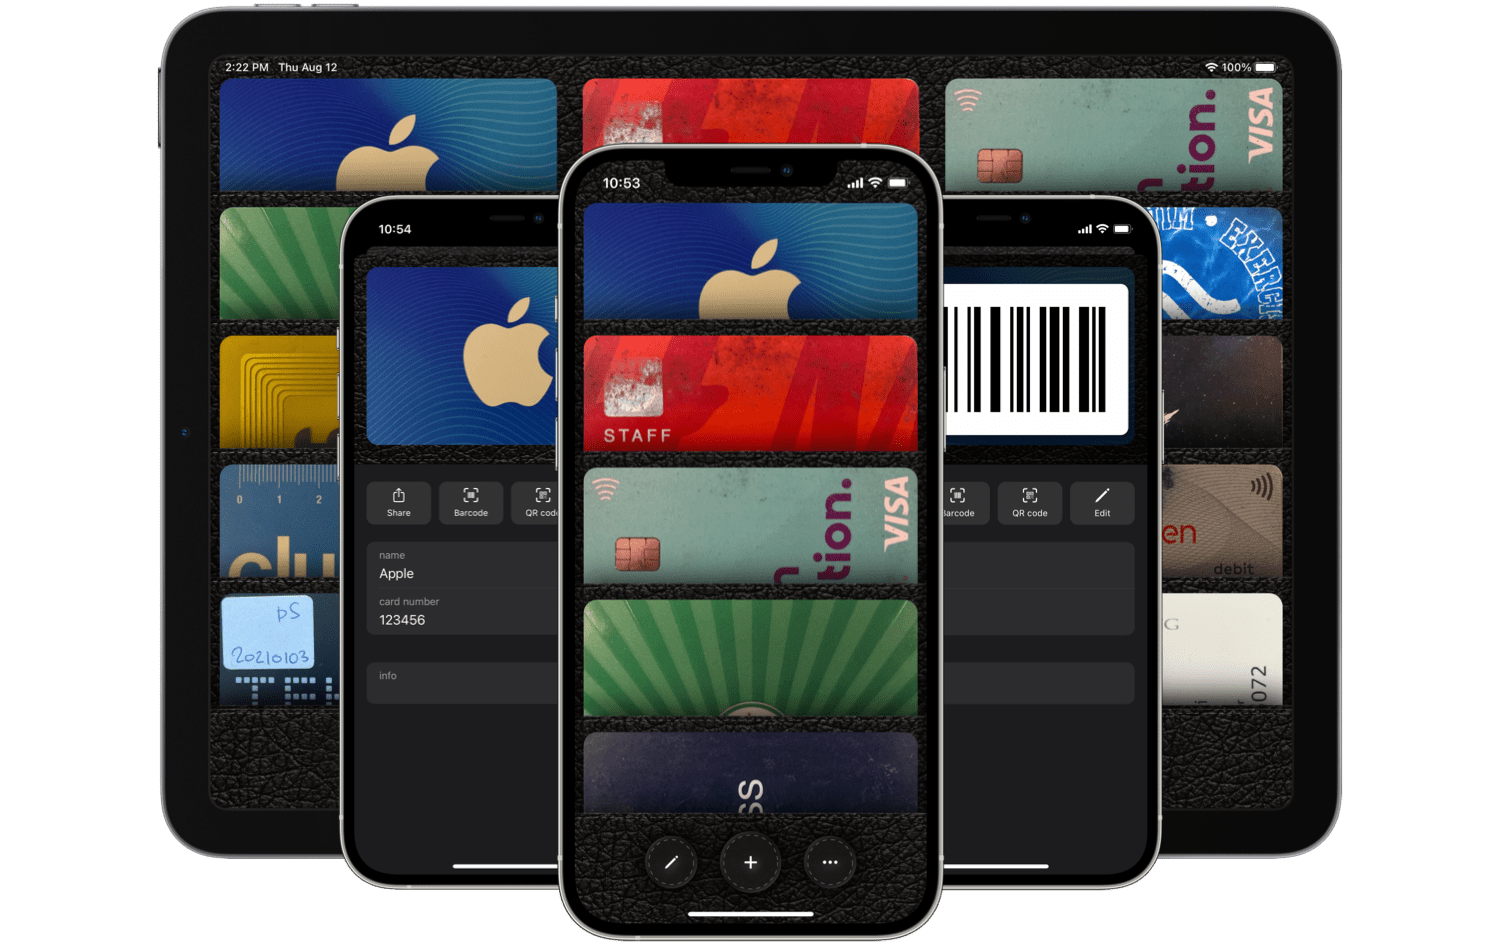 2:22 PM Thu Aug 12
100%
tion.
VISA
EXERC
0 1 2
clu
en
debit
pS
20210103
TEL
G
072
10:54
Share
Barcode
QR code
name
Apple
card number
123456
info
10:53
STAFF
tion.
VISA
SS
Barcode
QR code
Edit